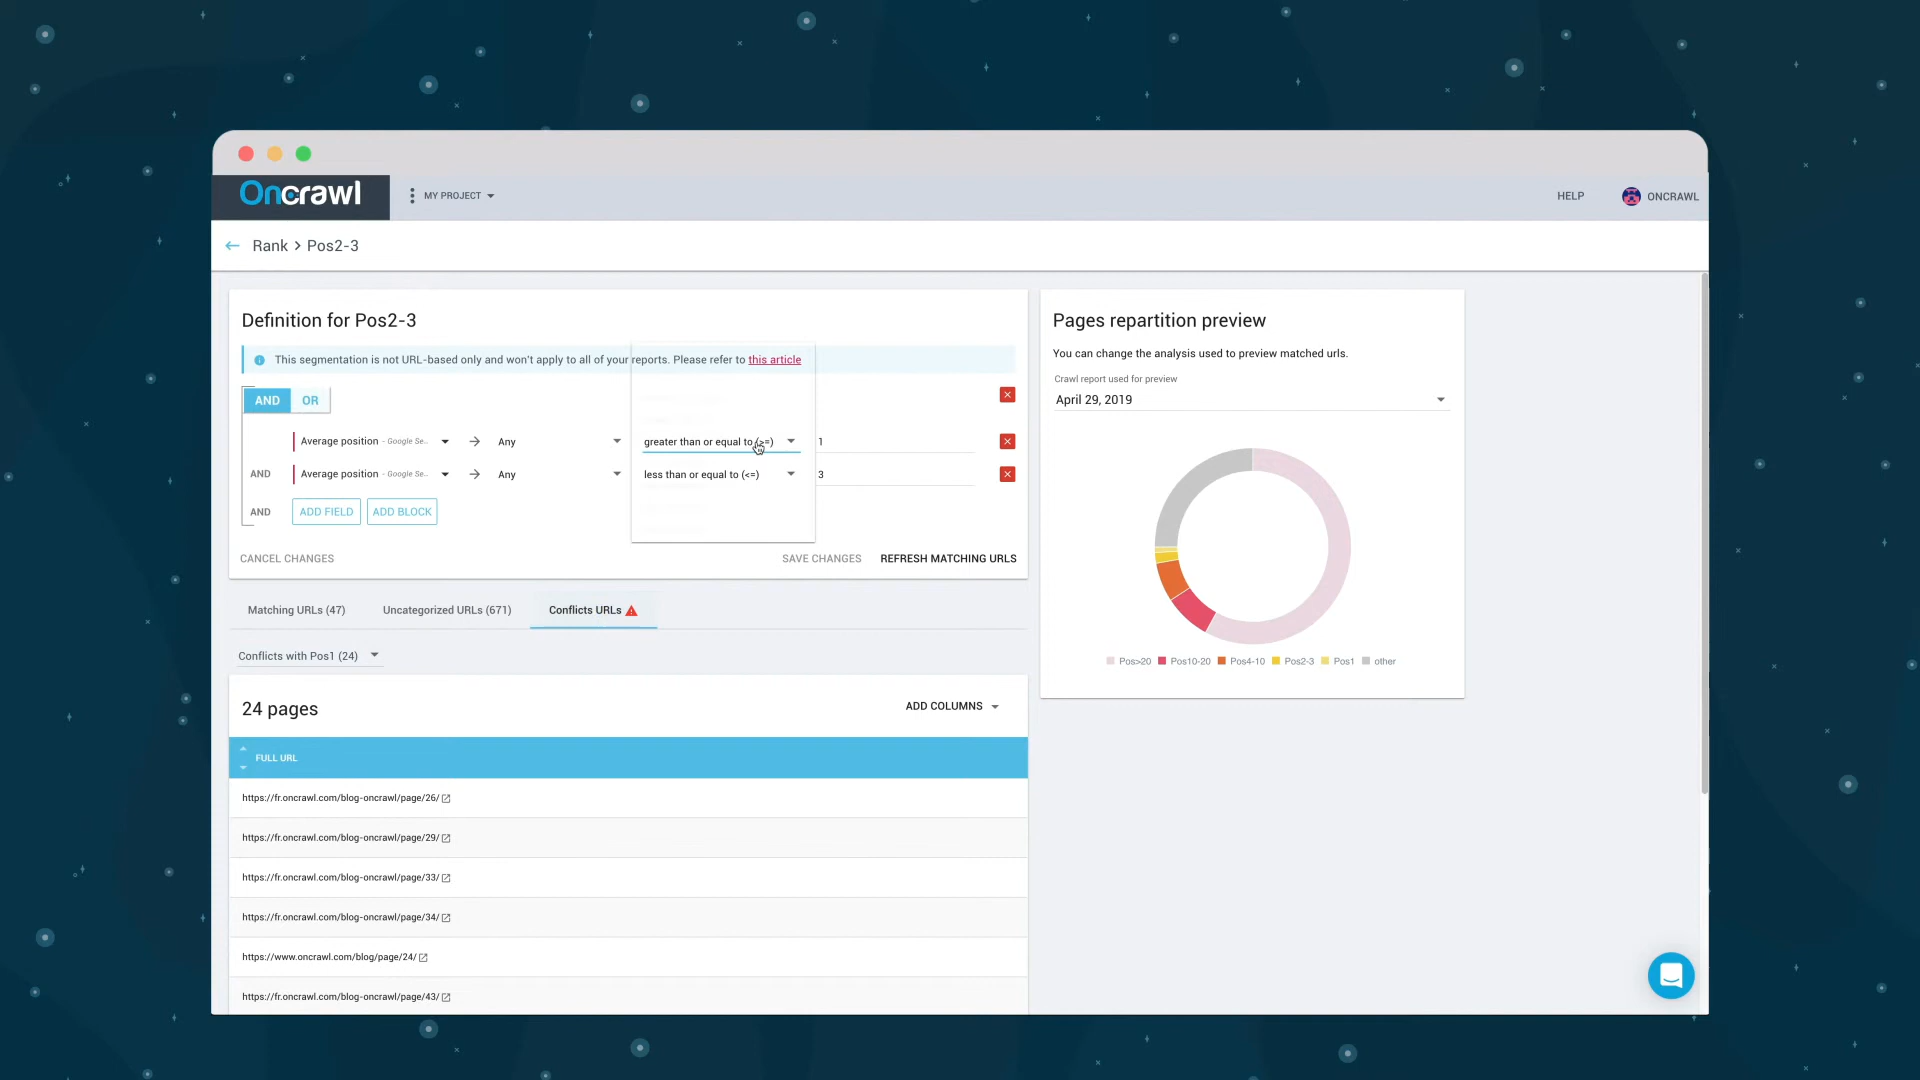 Oncrawl
MY PROJECT
HELP
ONCRAWL
Rank > Pos2-3
Definition for Pos2-3
This segmentation is not URL-based only and won't apply to all of your reports. Please refer to this article
AND OR
Average position - Google Se... Any greater than or equal to (>=) 1
AND Average position - Google Se... Any less than or equal to (<=) 3
AND ADD FIELD ADD BLOCK
CANCEL CHANGES SAVE CHANGES REFRESH MATCHING URLS
Pages repartition preview
You can change the analysis used to preview matched urls.
Crawl report used for preview
April 29, 2019
Pos>20 Pos10-20 Pos4-10 Pos2-3 Pos1 other
Matching URLs (47) Uncategorized URLs (671) Conflicts URLs
Conflicts with Pos1 (24)
24 pages
ADD COLUMNS
FULL URL
https://fr.oncrawl.com/blog-oncrawl/page/26/
https://fr.oncrawl.com/blog-oncrawl/page/29/
https://fr.oncrawl.com/blog-oncrawl/page/33/
https://fr.oncrawl.com/blog-oncrawl/page/34/
https://www.oncrawl.com/blog/page/24/
https://fr.oncrawl.com/blog-oncrawl/page/43/